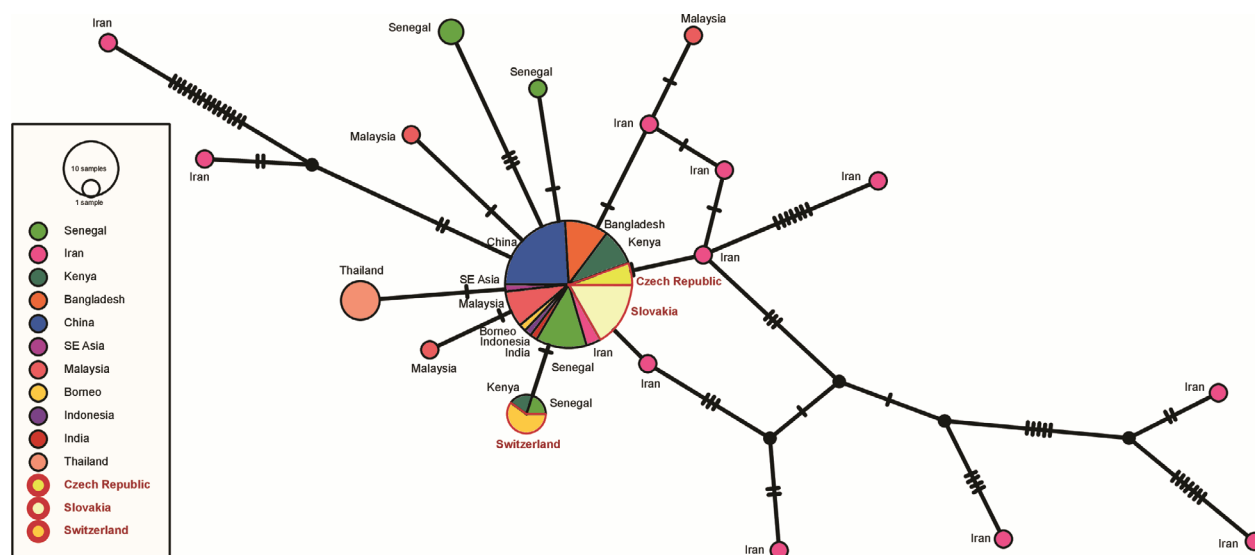 Iran
Senegal
Malaysia
Senegal
Iran
Malaysia
Iran
Iran
Iran
10 samples
1 sample
Senegal
Iran
Kenya
Bangladesh
China
SE Asia
Malaysia
Borneo
Indonesia
India
Thailand
Czech Republic
Slovakia
Switzerland
Bangladesh
China
Kenya
Iran
Thailand
SE Asia
Czech Republic
Malaysia
Slovakia
Borneo
Indonesia
India
Iran
Senegal
Malaysia
Iran
Kenya
Senegal
Switzerland
Iran
Iran
Iran
Iran